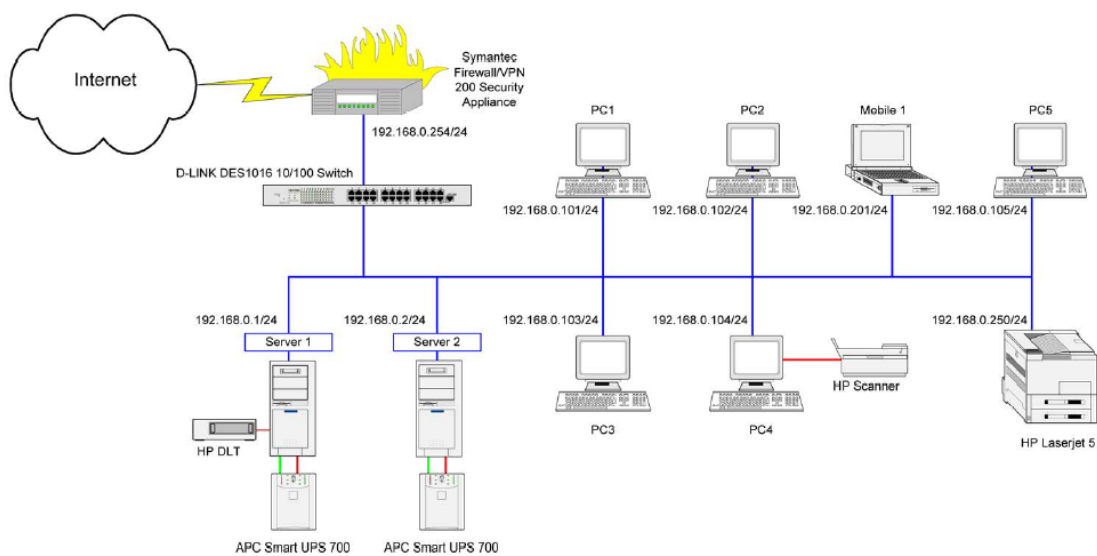 Internet
Symantec
Firewall/VPN
200 Security
Appliance
192.168.0.254/24
D-LINK DES1016 10/100 Switch
PC1
PC2
Mobile 1
PC5
192.168.0.101/24
192.168.0.102/24
192.168.0.201/24
192.168.0.105/24
192.168.0.1/24
192.168.0.2/24
192.168.0.103/24
192.168.0.104/24
192.168.0.250/24
Server 1
Server 2
HP Scanner
HP DLT
PC3
PC4
HP Laserjet 5
APC Smart UPS 700
APC Smart UPS 700